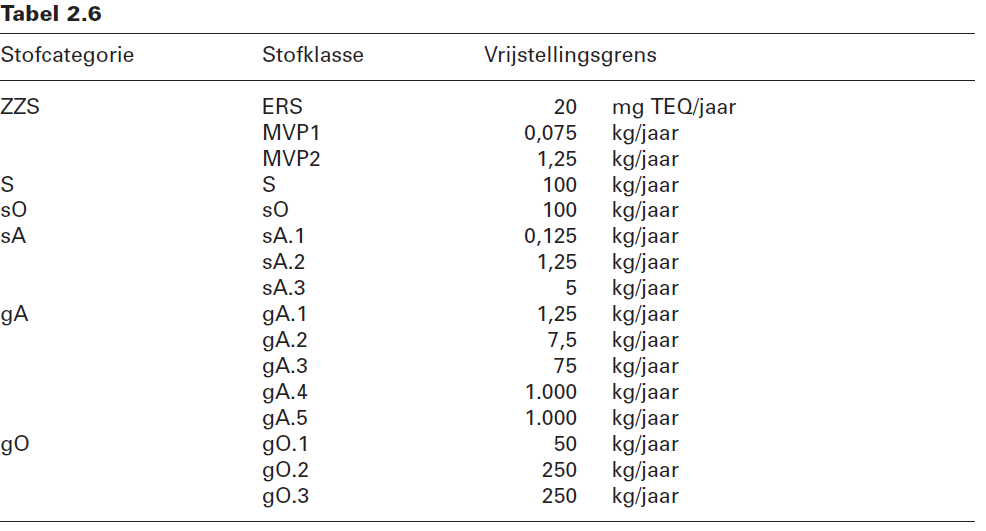 Tabel 2.6
Stofcategorie Stofklasse Vrijstellingsgrens
ZZS ERS 20 mg TEQ/jaar
MVP1 0,075 kg/jaar
MVP2 1,25 kg/jaar
S S 100 kg/jaar
sO sO 100 kg/jaar
sA sA.1 0,125 kg/jaar
sA.2 1,25 kg/jaar
sA.3 5 kg/jaar
gA gA.1 1,25 kg/jaar
gA.2 7,5 kg/jaar
gA.3 75 kg/jaar
gA.4 1.000 kg/jaar
gA.5 1.000 kg/jaar
gO gO.1 50 kg/jaar
gO.2 250 kg/jaar
gO.3 250 kg/jaar